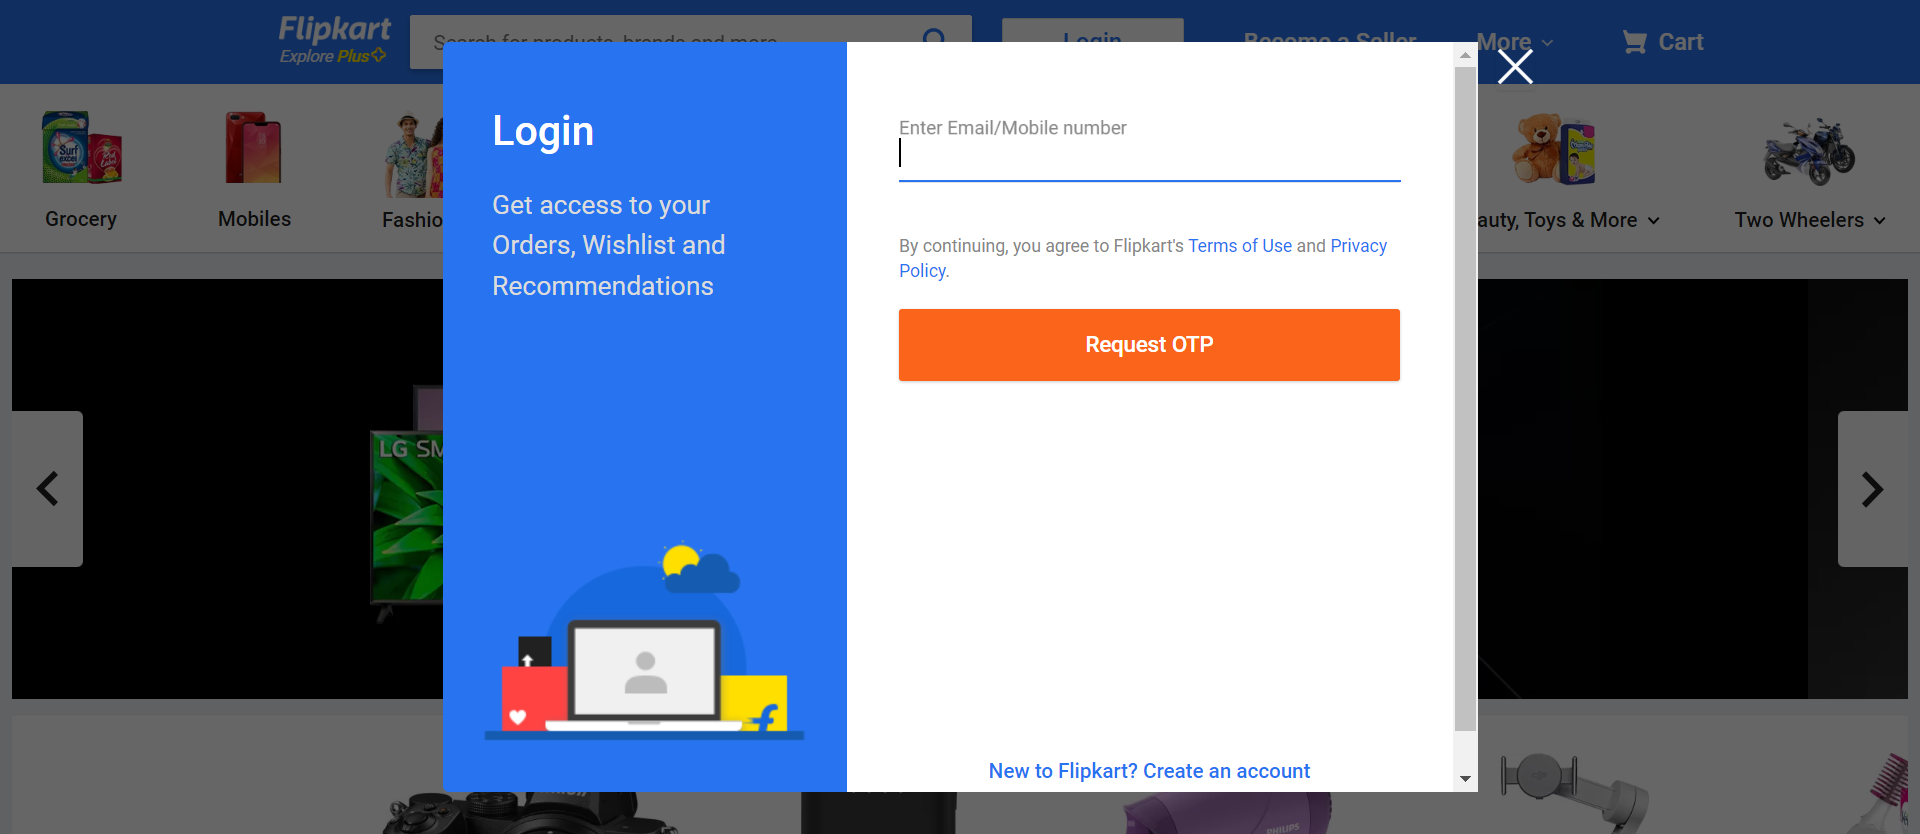 Flipkart
Explore Plus
Search for products, brands and more
Login
Become a Seller
More
Cart
Grocery
Mobiles
Fashio
auty, Toys & More
Two Wheelers
Login
Get access to your
Orders, Wishlist and
Recommendations
Enter Email/Mobile number
By continuing, you agree to Flipkart's Terms of Use and Privacy
Policy.
Request OTP
New to Flipkart? Create an account
LG SM
PHILIPS